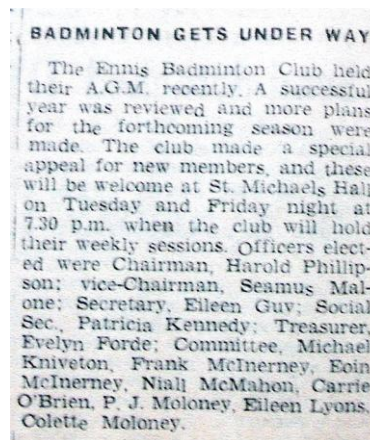 BADMINTON GETS UNDER WAY
The Ennis Badminton Club held
their A.G.M. recently. A successful
year was reviewed and more plans
for the forthcoming season were
made. The club made a special
appeal for new members, and these
will be welcome at St. Michaels Hall
on Tuesday and Friday night at
7.30 p.m. when the club will hold
their weekly sessions. Officers elect-
ed were Chairman, Harold Phillip-
son; vice-Chairman, Seamus Mal-
one; Secretary, Eileen Guy; Social
Sec., Patricia Kennedy; Treasurer,
Evelyn Forde; Committee, Michael
Kniveton, Frank McInerney, Eoin
McInerney, Niall McMahon, Carrie
O'Brien, P. J. Moloney, Eileen Lyons,
Colette Moloney.